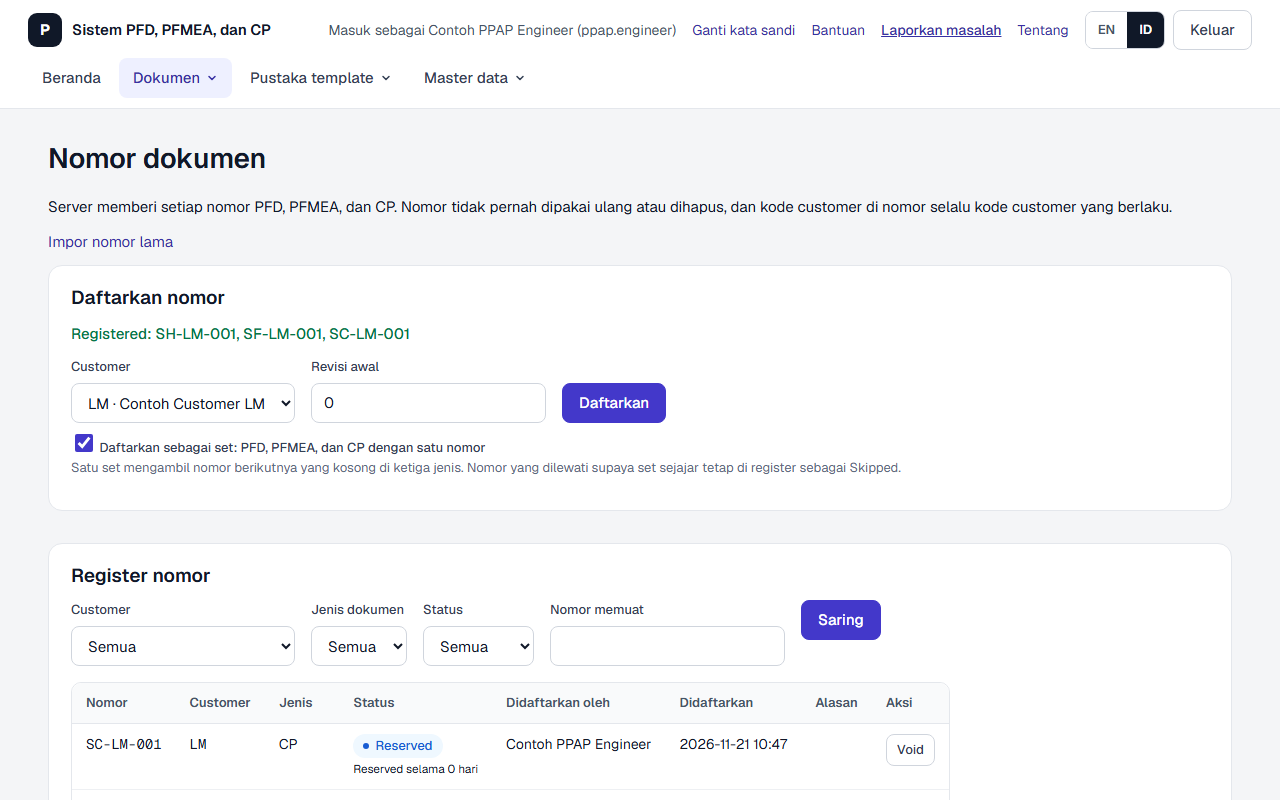 P Sistem PFD, PFMEA, dan CP Masuk sebagai Contoh PPAP Engineer (ppap.engineer) Ganti kata sandi Bantuan Laporkan masalah Tentang EN ID Keluar
Beranda Dokumen Pustaka template Master data
Nomor dokumen
Server memberi setiap nomor PFD, PFMEA, dan CP. Nomor tidak pernah dipakai ulang atau dihapus, dan kode customer di nomor selalu kode customer yang berlaku.
Impor nomor lama
Daftarkan nomor
Registered: SH-LM-001, SF-LM-001, SC-LM-001
Customer Revisi awal
LM · Contoh Customer LM 0 Daftarkan
Daftarkan sebagai set: PFD, PFMEA, dan CP dengan satu nomor
Satu set mengambil nomor berikutnya yang kosong di ketiga jenis. Nomor yang dilewati supaya set sejajar tetap di register sebagai Skipped.
Register nomor
Customer Jenis dokumen Status Nomor memuat
Semua Semua Semua Saring
Nomor Customer Jenis Status Didaftarkan oleh Didaftarkan Alasan Aksi
SC-LM-001 LM CP Reserved Contoh PPAP Engineer 2026-11-21 10:47 Void
Reserved selama 0 hari